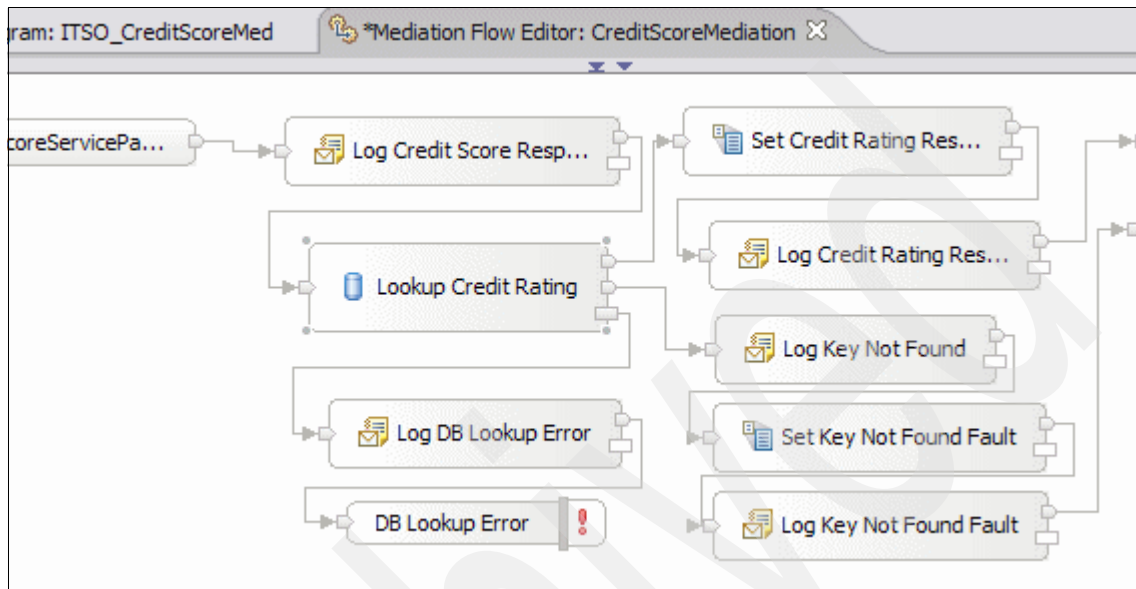 gram: ITSO_CreditScoreMed
*Mediation Flow Editor: CreditScoreMediation
coreServicePa...
Log Credit Score Resp...
Set Credit Rating Res...
Lookup Credit Rating
Log Credit Rating Res...
Log Key Not Found
Log DB Lookup Error
Set Key Not Found Fault
DB Lookup Error
Log Key Not Found Fault